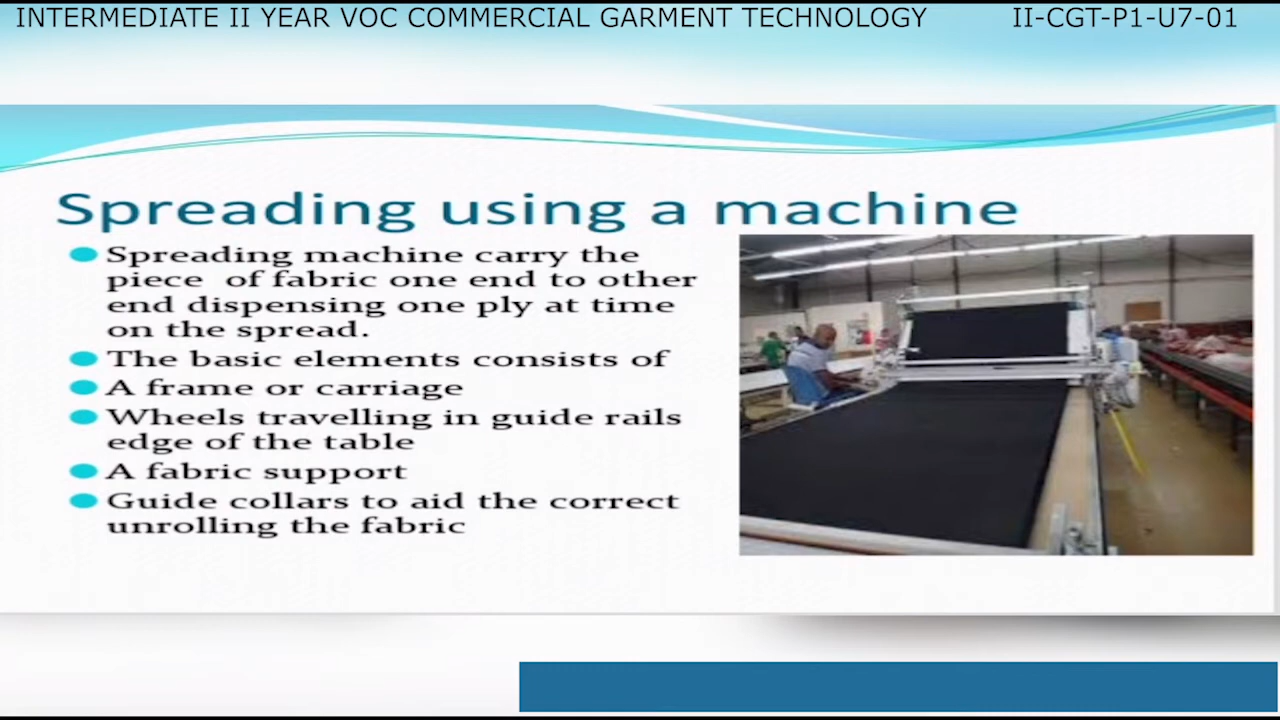 INTERMEDIATE II YEAR VOC COMMERCIAL GARMENT TECHNOLOGY II-CGT-P1-U7-01
Spreading using a machine
Spreading machine carry the
piece of fabric one end to other
end dispensing one ply at time
on the spread.
The basic elements consists of
A frame or carriage
Wheels travelling in guide rails
edge of the table
A fabric support
Guide collars to aid the correct
unrolling the fabric